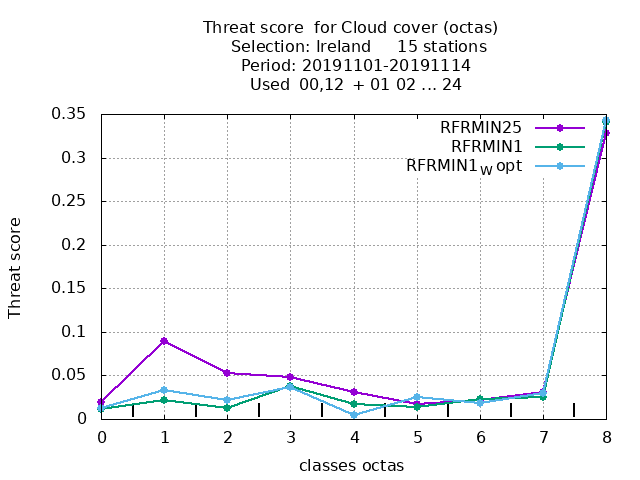 Threat score for Cloud cover (octas)
Selection: Ireland 15 stations
Period: 20191101-20191114
Used 00,12 + 01 02 ... 24
RFRMIN25
RFRMIN1
RFRMIN1W opt
0.35
0.3
0.25
0.2
0.15
0.1
0.05
0
Threat score
0 1 2 3 4 5 6 7 8
classes octas